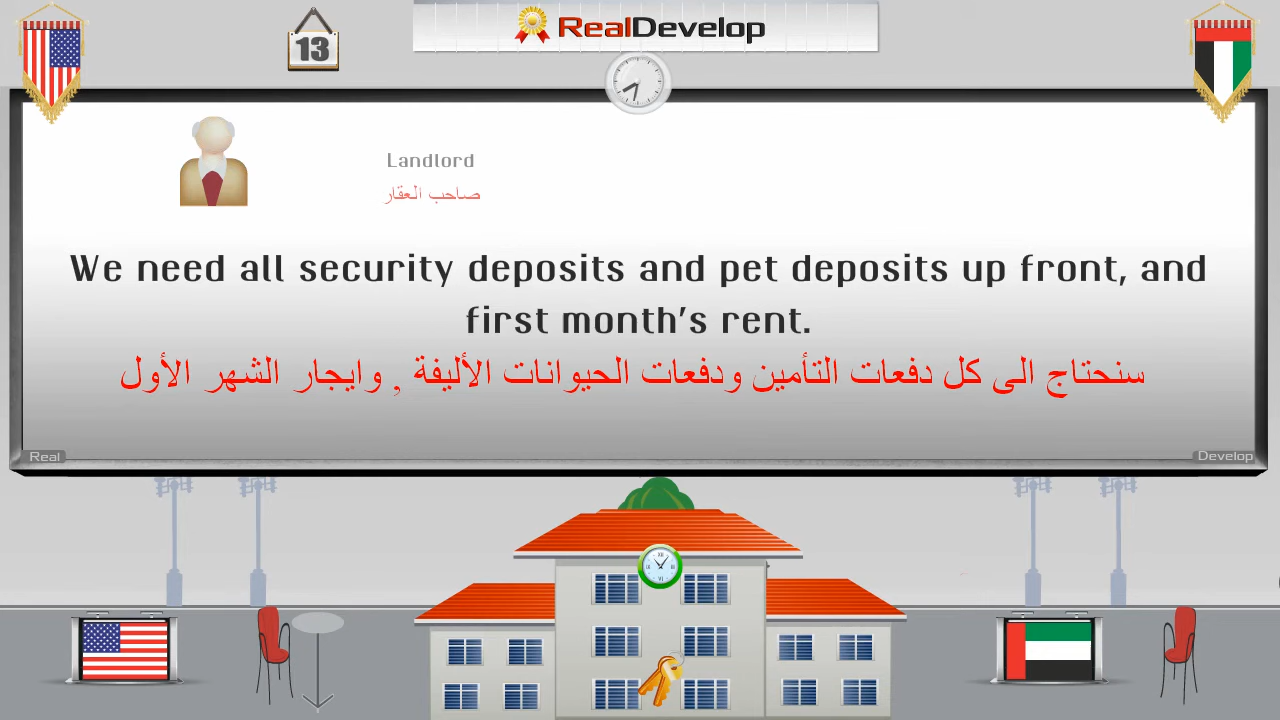 RealDevelop
13
Landlord
صاحب العقار
We need all security deposits and pet deposits up front, and
first month's rent.
سنحتاج الى كل دفعات التأمين ودفعات الحيوانات الأليفة , وايجار الشهر الأول
Real
Develop